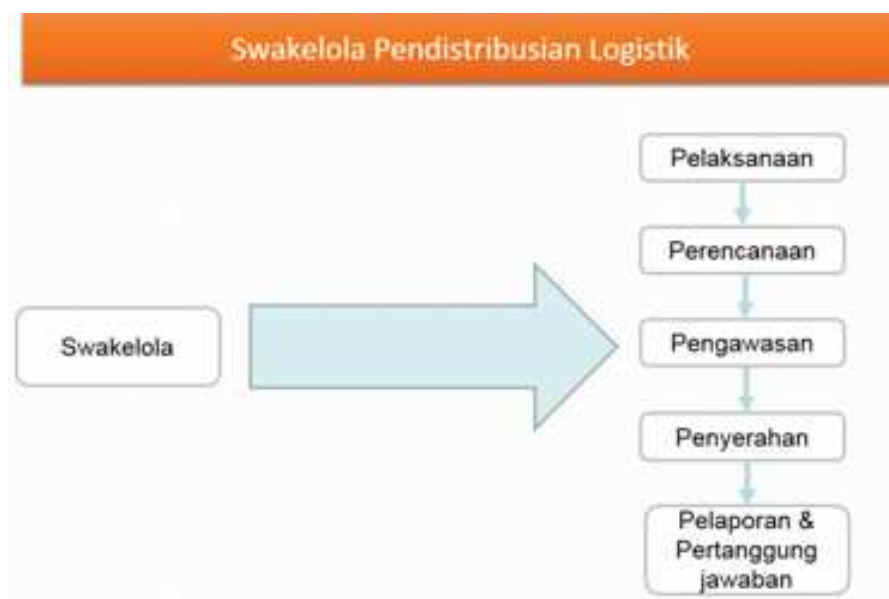 Swakelola Pendistribusian Logistik
Swakelola
Pelaksanaan
Perencanaan
Pengawasan
Penyerahan
Pelaporan &
Pertanggung
jawaban